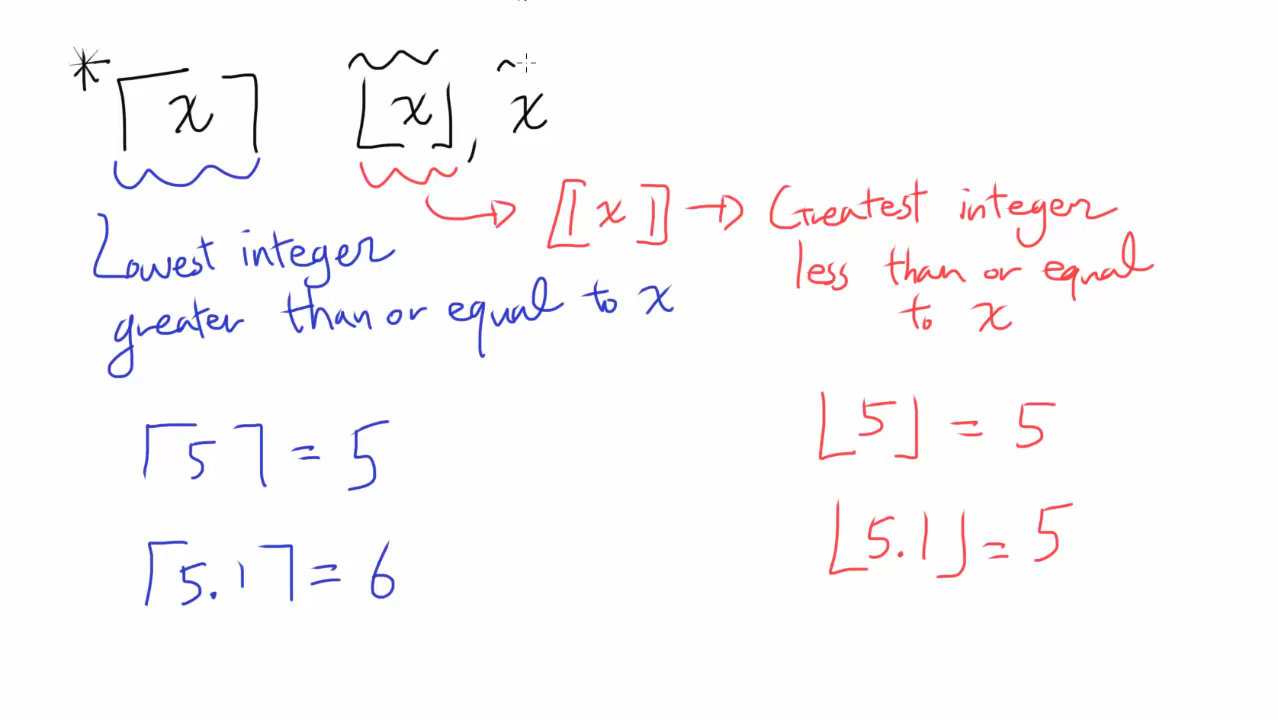 * ⌈x⌉ ⌊x⌋, x
→ ⟦x⟧ → Greatest integer
less than or equal
to x
Lowest integer
greater than or equal to x
⌈5⌉ = 5
⌈5.1⌉ = 6
⌊5⌋ = 5
⌊5.1⌋ = 5